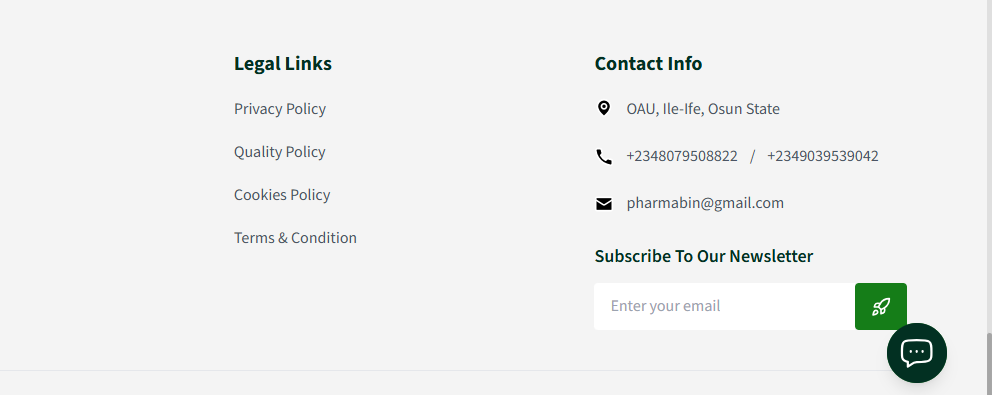 Legal Links
Privacy Policy
Quality Policy
Cookies Policy
Terms & Condition
Contact Info
OAU, Ile-Ife, Osun State
+2348079508822 / +2349039539042
pharmabin@gmail.com
Subscribe To Our Newsletter
Enter your email